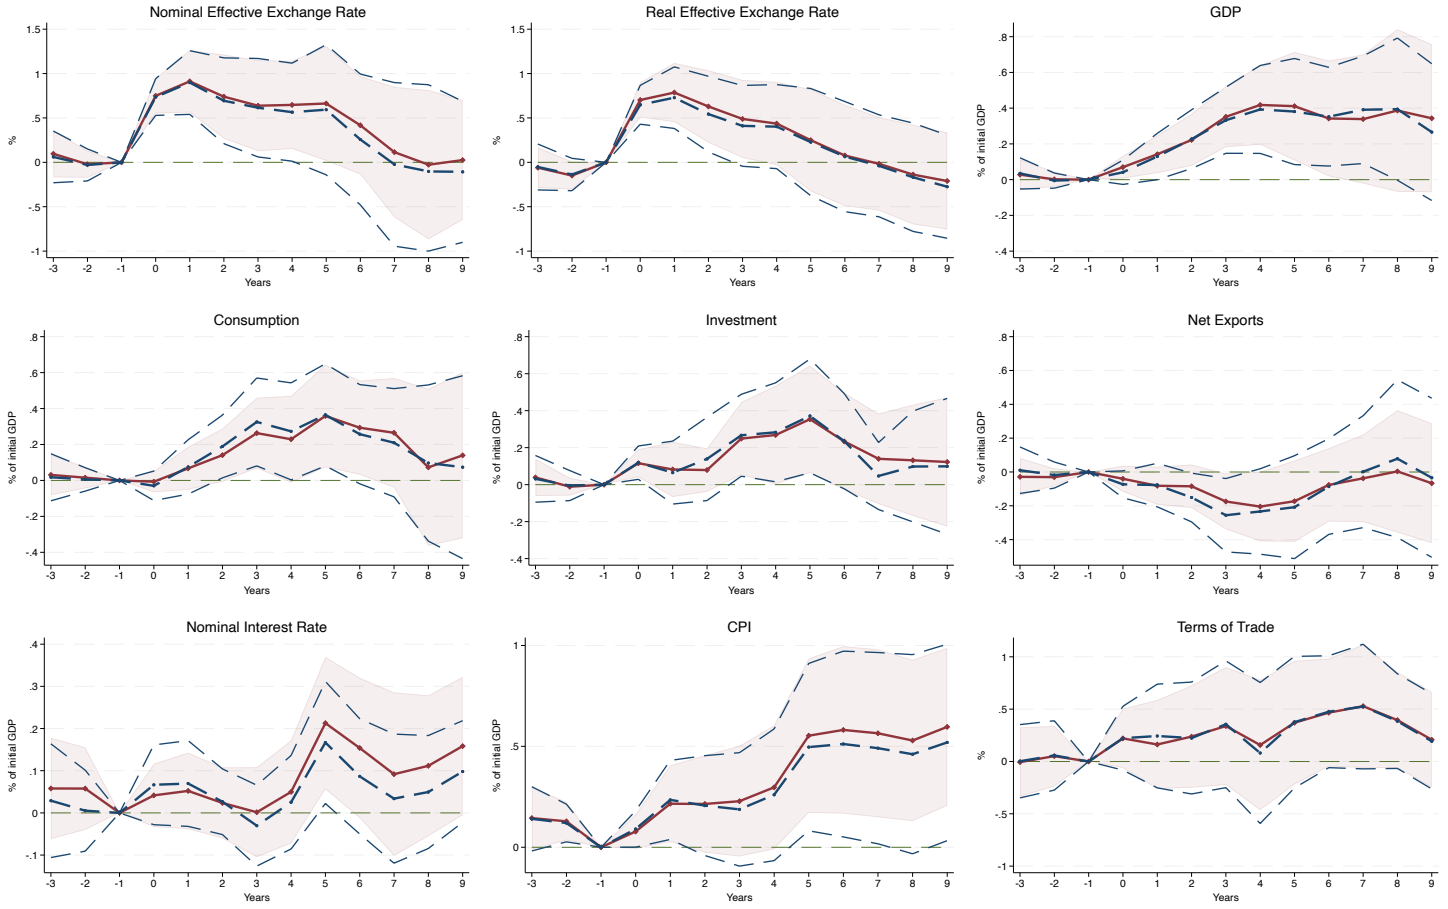 Nominal Effective Exchange Rate
1.5
1
.5
0
-.5
-1
%
-3 -2 -1 0 1 2 3 4 5 6 7 8 9
Years
Real Effective Exchange Rate
1.5
1
.5
0
-.5
-1
%
-3 -2 -1 0 1 2 3 4 5 6 7 8 9
Years
GDP
.8
.6
.4
.2
0
-.2
-.4
% of initial GDP
-3 -2 -1 0 1 2 3 4 5 6 7 8 9
Years
Consumption
.8
.6
.4
.2
0
-.2
-.4
% of initial GDP
-3 -2 -1 0 1 2 3 4 5 6 7 8 9
Years
Investment
.8
.6
.4
.2
0
-.2
-.4
% of initial GDP
-3 -2 -1 0 1 2 3 4 5 6 7 8 9
Years
Net Exports
.8
.6
.4
.2
0
-.2
-.4
% of initial GDP
-3 -2 -1 0 1 2 3 4 5 6 7 8 9
Years
Nominal Interest Rate
.4
.3
.2
.1
0
-.1
% of initial GDP
-3 -2 -1 0 1 2 3 4 5 6 7 8 9
Years
CPI
1
.5
0
% of initial GDP
-3 -2 -1 0 1 2 3 4 5 6 7 8 9
Years
Terms of Trade
1
.5
0
-.5
-1
%
-3 -2 -1 0 1 2 3 4 5 6 7 8 9
Years